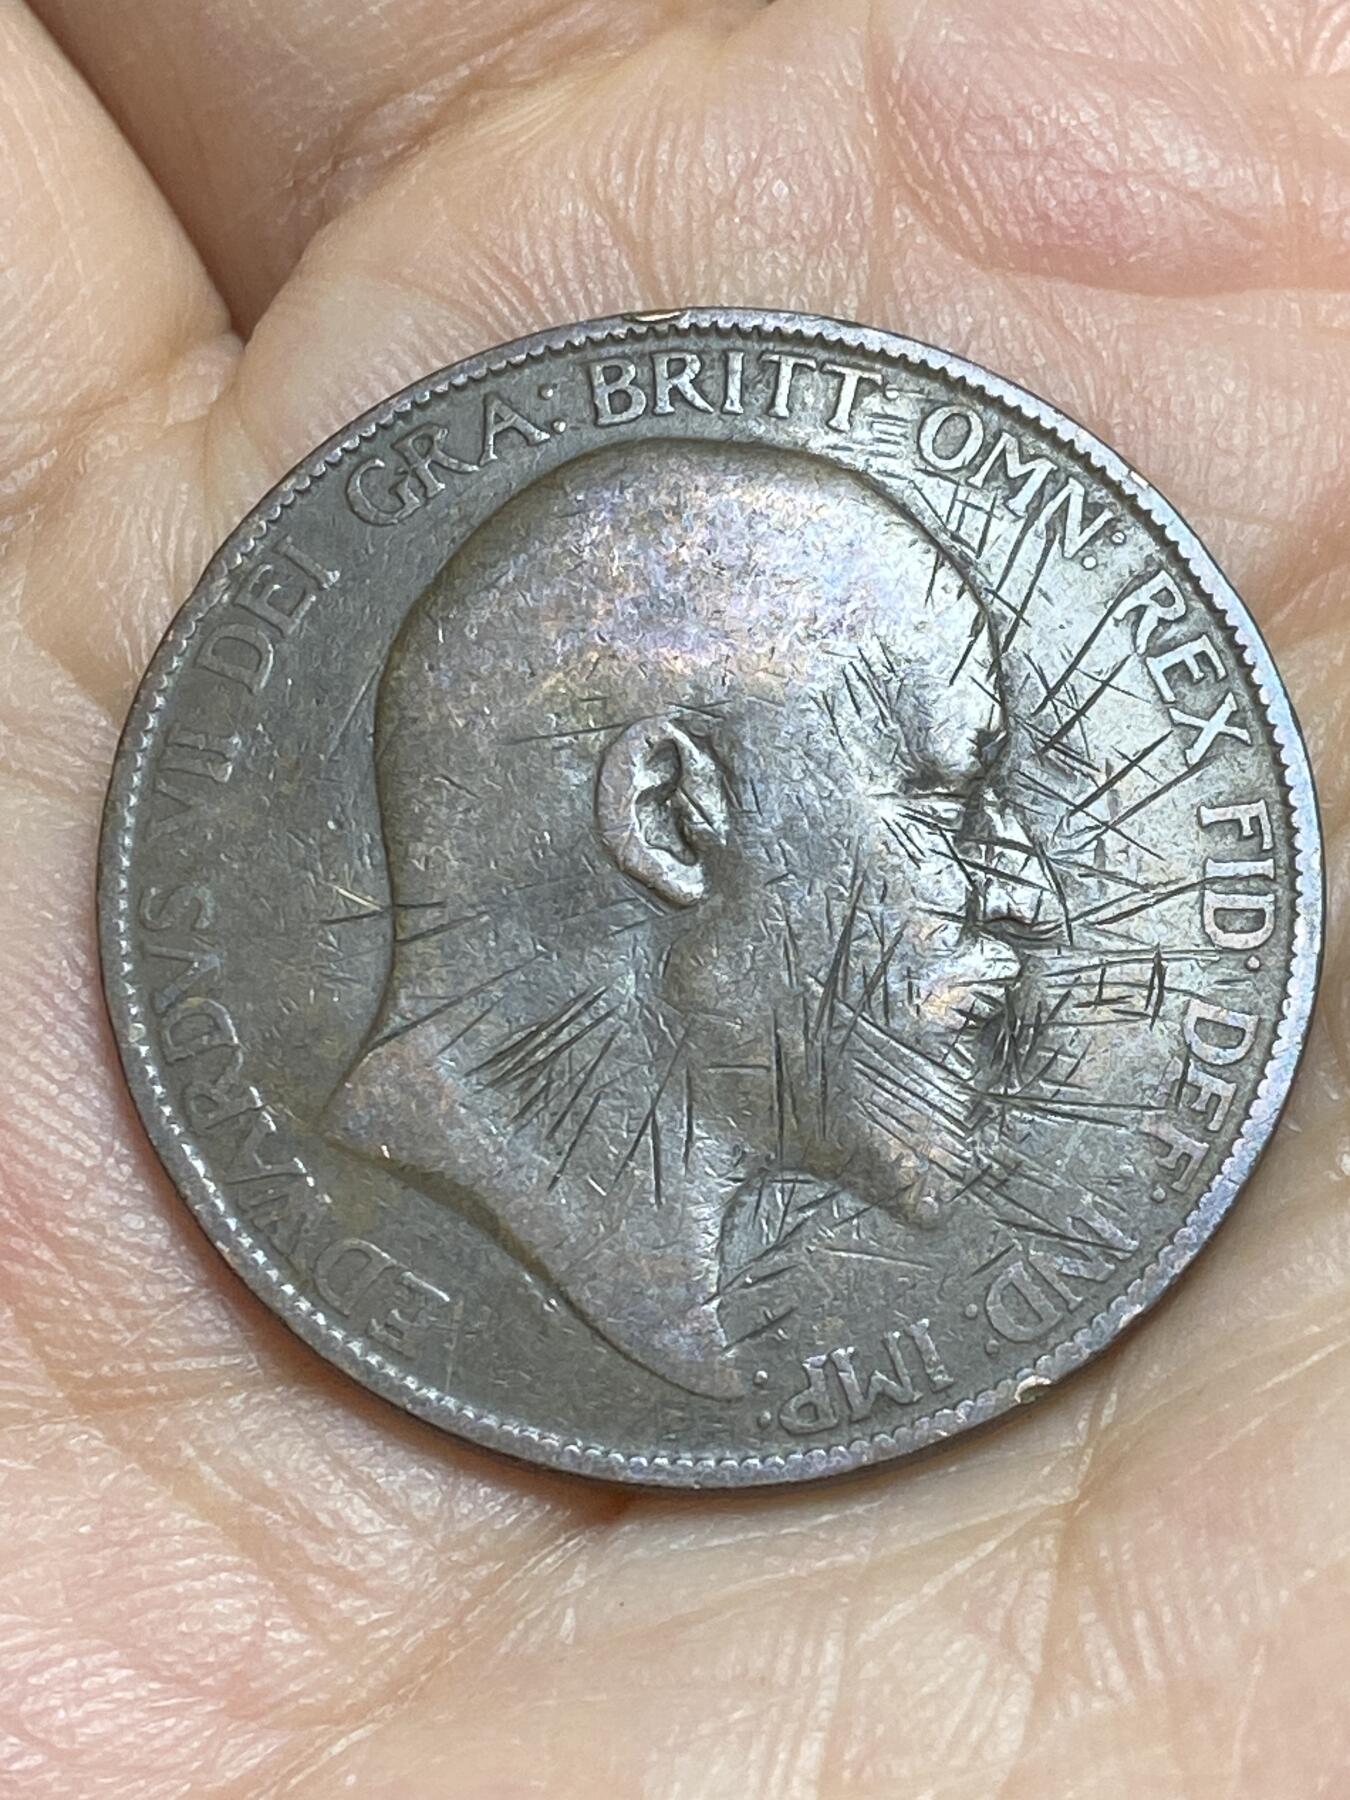 EDWARDVS VII DEI GRA: BRITT: OMN: REX FID: DEF: IND: IMP: